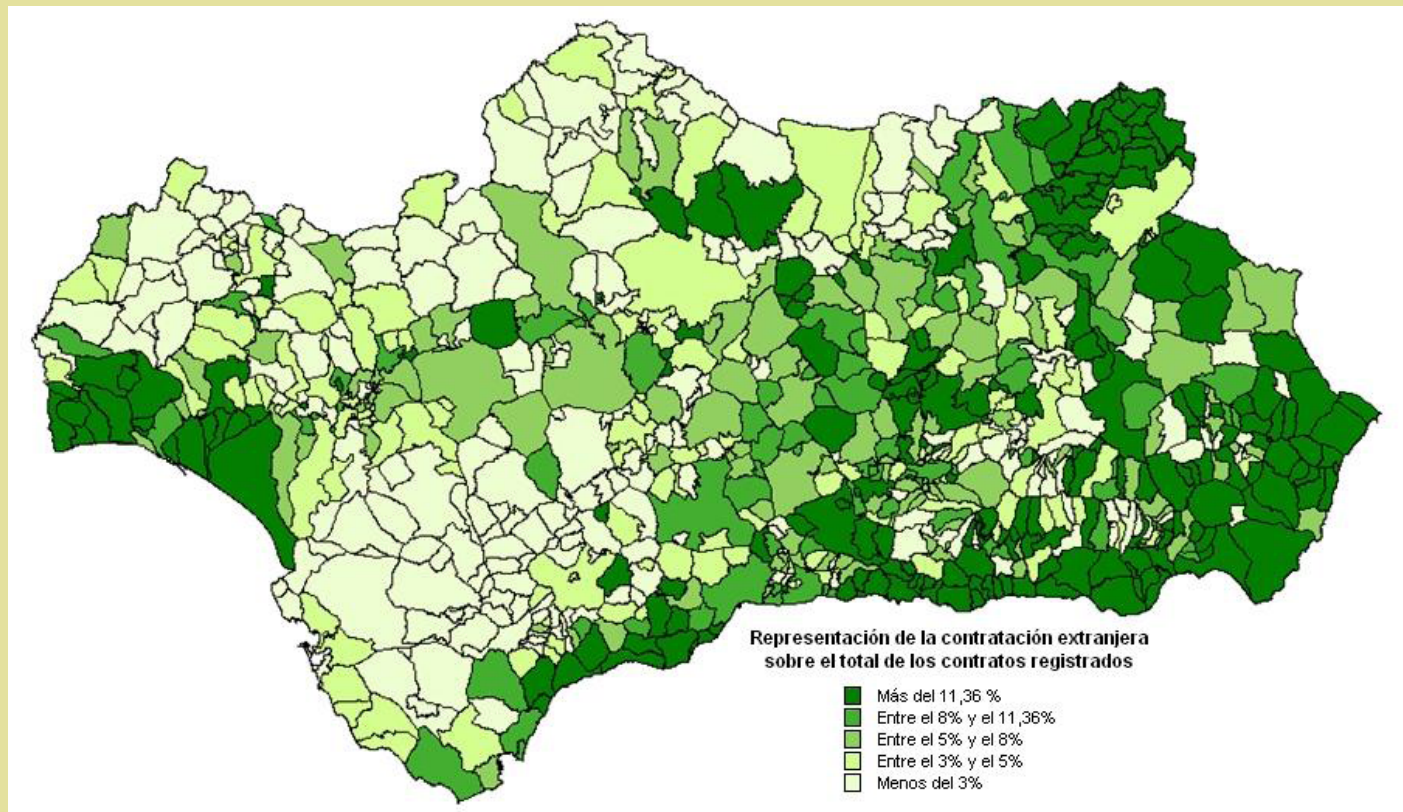 Representación de la contratación extranjera
sobre el total de los contratos registrados
Más del 11,36 %
Entre el 8% y el 11,36%
Entre el 5% y el 8%
Entre el 3% y el 5%
Menos del 3%